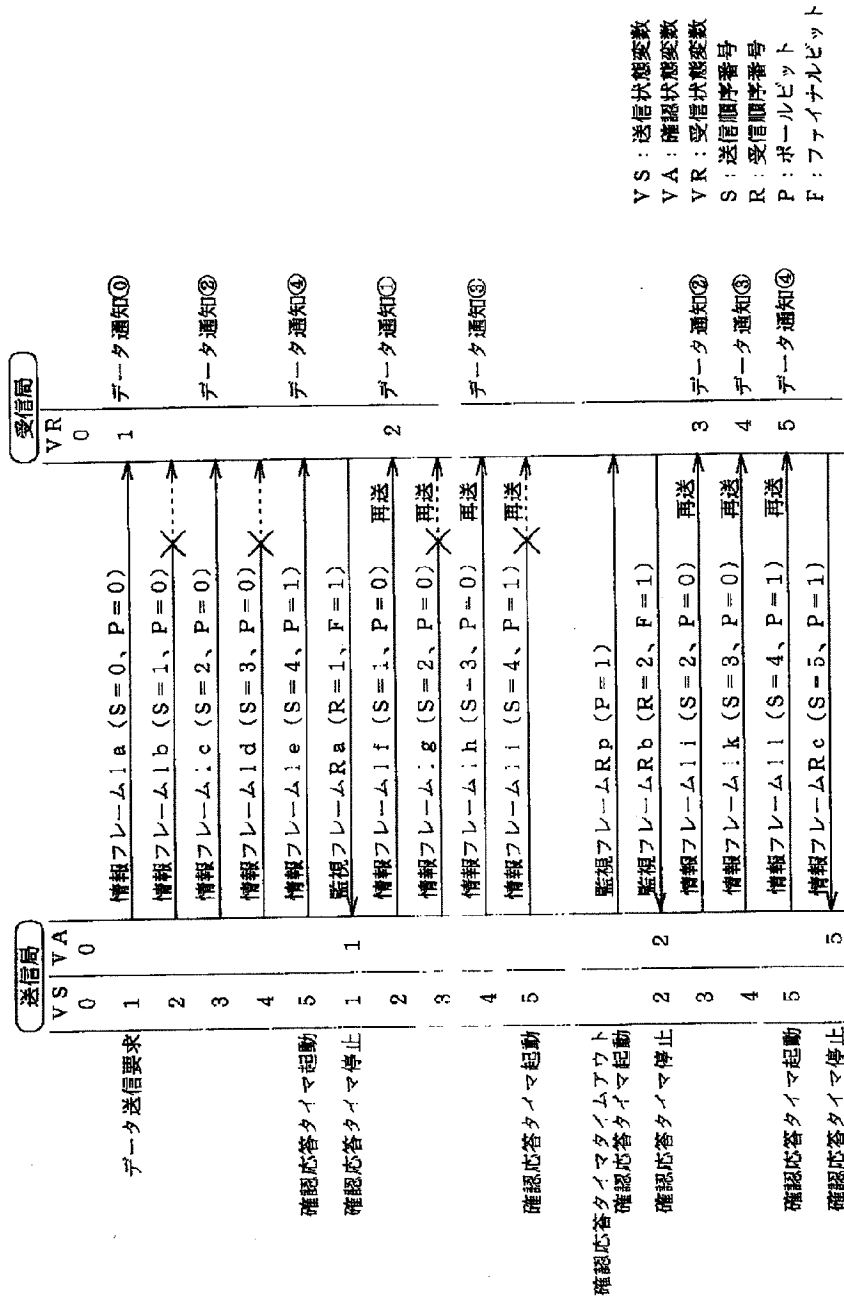 送信局
VS VA
0 0
データ送信要求
1
2
3
4
確認応答タイマ起動 5
確認応答タイマ停止 1 1
2
3
4
確認応答タイマ起動 5
確認応答タイマタイムアウト
確認応答タイマ起動
確認応答タイマ停止 2 2
3
4
確認応答タイマ起動 5
確認応答タイマ停止 5
情報フレームIa(S=0、P=0)
情報フレームIb(S=1、P=0)
情報フレームIc(S=2、P=0)
情報フレームId(S=3、P=0)
情報フレームIe(S=4、P=1)
監視フレームRa(R=1、F=1)
情報フレームIf(S=1、P=0) 再送
情報フレームIg(S=2、P=0) 再送
情報フレームIh(S-3、P-0) 再送
情報フレームIi(S=4、P=1) 再送
監視フレームRp(P=1)
監視フレームRb(R=2、F=1)
情報フレームIi(S=2、P=0) 再送
情報フレームIk(S=3、P=0) 再送
情報フレームIl(S=4、P=1) 再送
情報フレームRc(S-5、P=1)
受信局
VR
0
1 データ通知⓪
データ通知②
データ通知④
2 データ通知①
データ通知③
3 データ通知②
4 データ通知③
5 データ通知④
VS:送信状態変数
VA:確認状態変数
VR:受信状態変数
S:送信順序番号
R:受信順序番号
P:ポールビット
F:ファイナルビット